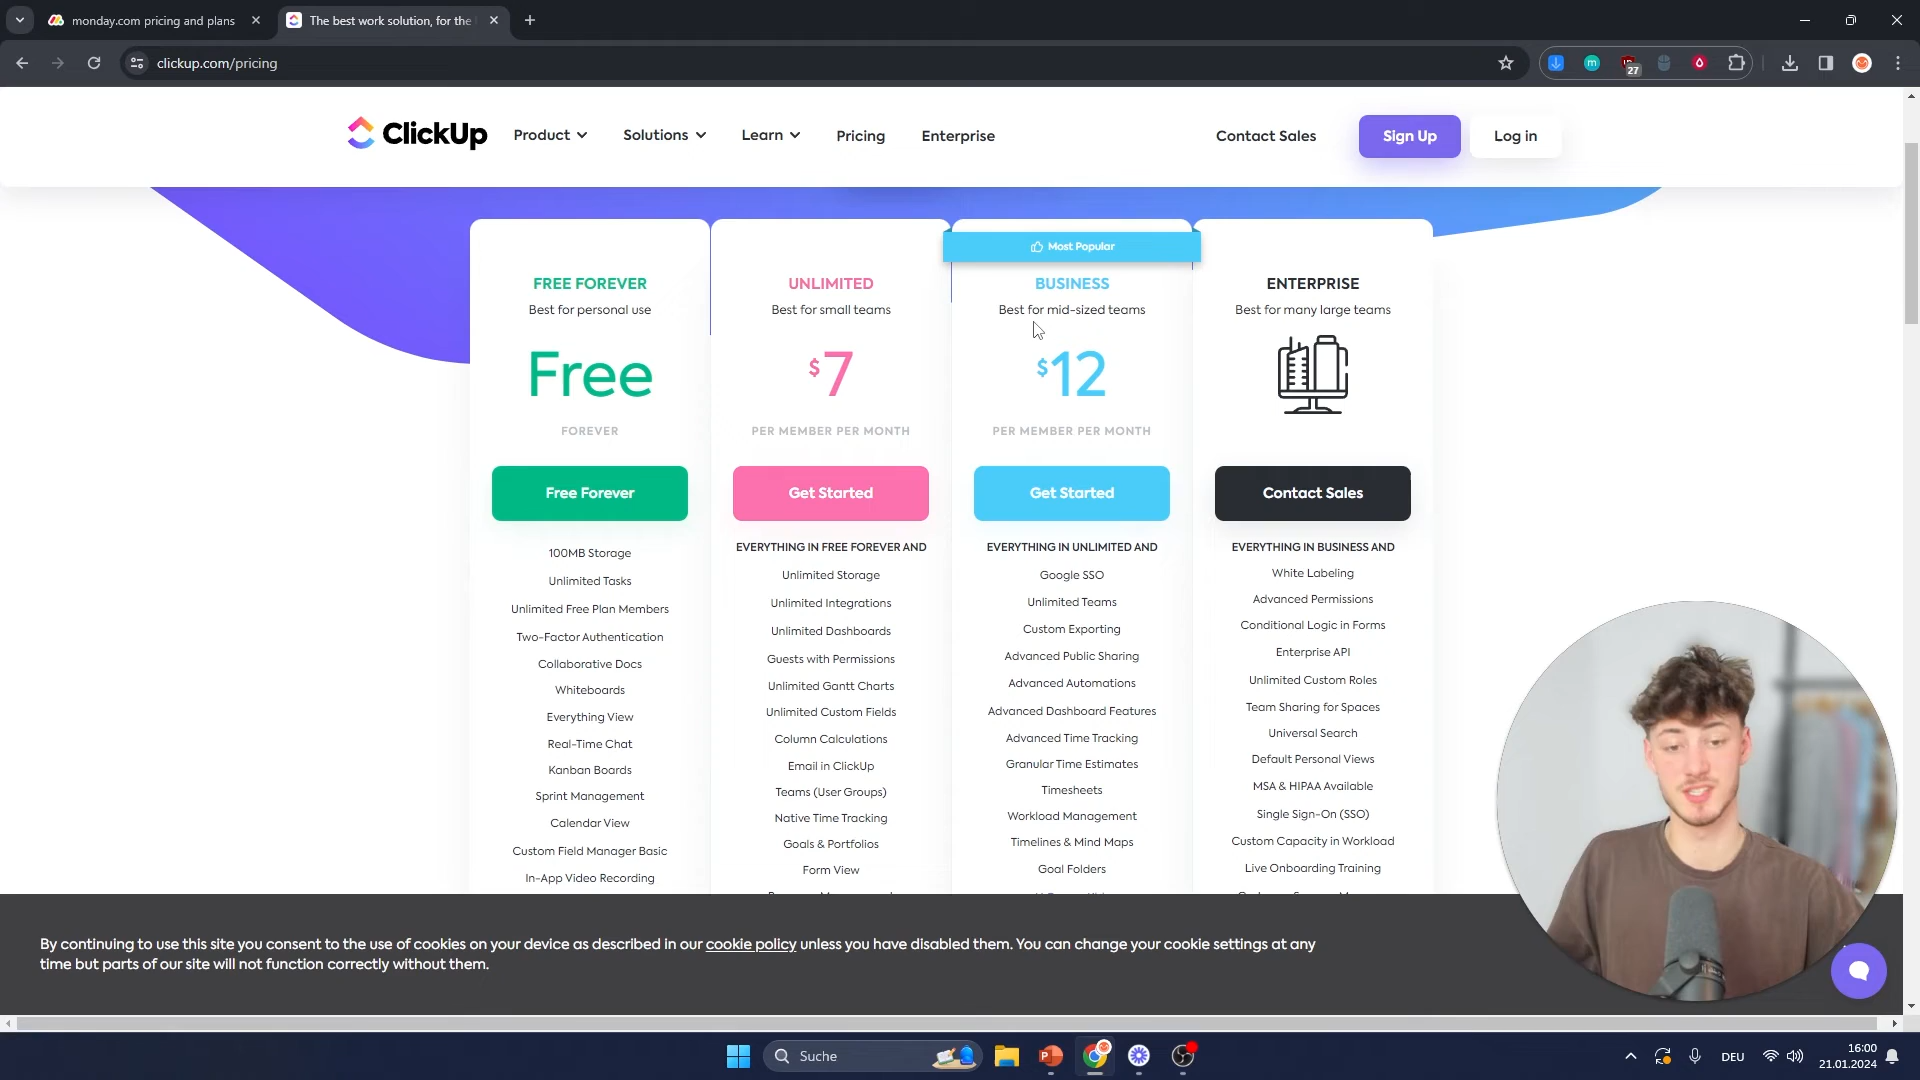 monday.com pricing and plans
The best work solution, for the
clickup.com/pricing
27
ClickUp
Product
Solutions
Learn
Pricing
Enterprise
Contact Sales
Sign Up
Log in
FREE FOREVER
Best for personal use
Free
FOREVER
Free Forever
100MB Storage
Unlimited Tasks
Unlimited Free Plan Members
Two-Factor Authentication
Collaborative Docs
Whiteboards
Everything View
Real-Time Chat
Kanban Boards
Sprint Management
Calendar View
Custom Field Manager Basic
In-App Video Recording
UNLIMITED
Best for small teams
$7
PER MEMBER PER MONTH
Get Started
EVERYTHING IN FREE FOREVER AND
Unlimited Storage
Unlimited Integrations
Unlimited Dashboards
Guests with Permissions
Unlimited Gantt Charts
Unlimited Custom Fields
Column Calculations
Email in ClickUp
Teams (User Groups)
Native Time Tracking
Goals & Portfolios
Form View
Most Popular
BUSINESS
Best for mid-sized teams
$12
PER MEMBER PER MONTH
Get Started
EVERYTHING IN UNLIMITED AND
Google SSO
Unlimited Teams
Custom Exporting
Advanced Public Sharing
Advanced Automations
Advanced Dashboard Features
Advanced Time Tracking
Granular Time Estimates
Timesheets
Workload Management
Timelines & Mind Maps
Goal Folders
ENTERPRISE
Best for many large teams
Contact Sales
EVERYTHING IN BUSINESS AND
White Labeling
Advanced Permissions
Conditional Logic in Forms
Enterprise API
Unlimited Custom Roles
Team Sharing for Spaces
Universal Search
Default Personal Views
MSA & HIPAA Available
Single Sign-On (SSO)
Custom Capacity in Workload
Live Onboarding Training
By continuing to use this site you consent to the use of cookies on your device as described in our cookie policy unless you have disabled them. You can change your cookie settings at any
time but parts of our site will not function correctly without them.
Suche
DEU
16:00
21.01.2024